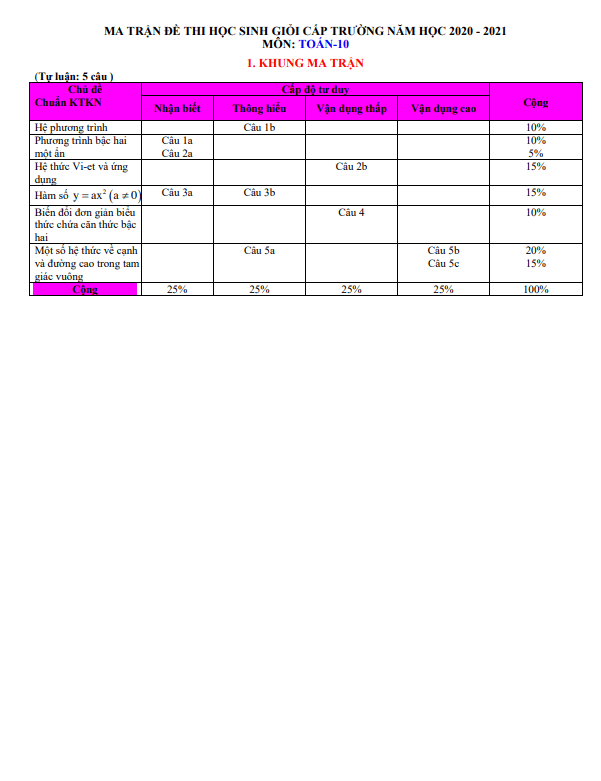 MA TRẬN ĐỀ THI HỌC SINH GIỎI CẤP TRƯỜNG NĂM HỌC 2020 - 2021
MÔN: TOÁN-10
1. KHUNG MA TRẬN
(Tự luận: 5 câu )
Chủ đề
Chuẩn KTKN
Cấp độ tư duy
Cộng
Nhận biết
Thông hiểu
Vận dụng thấp
Vận dụng cao
Hệ phương trình
Câu 1b
10%
Phương trình bậc hai
một ẩn
Câu 1a
Câu 2a
10%
5%
Hệ thức Vi-et và ứng
dụng
Câu 2b
15%
Hàm số y = ax² (a ≠ 0)
Câu 3a
Câu 3b
15%
Biến đổi đơn giản biểu
thức chứa căn thức bậc
hai
Câu 4
10%
Một số hệ thức về cạnh
và đường cao trong tam
giác vuông
Câu 5a
Câu 5b
Câu 5c
20%
15%
Cộng
25%
25%
25%
25%
100%